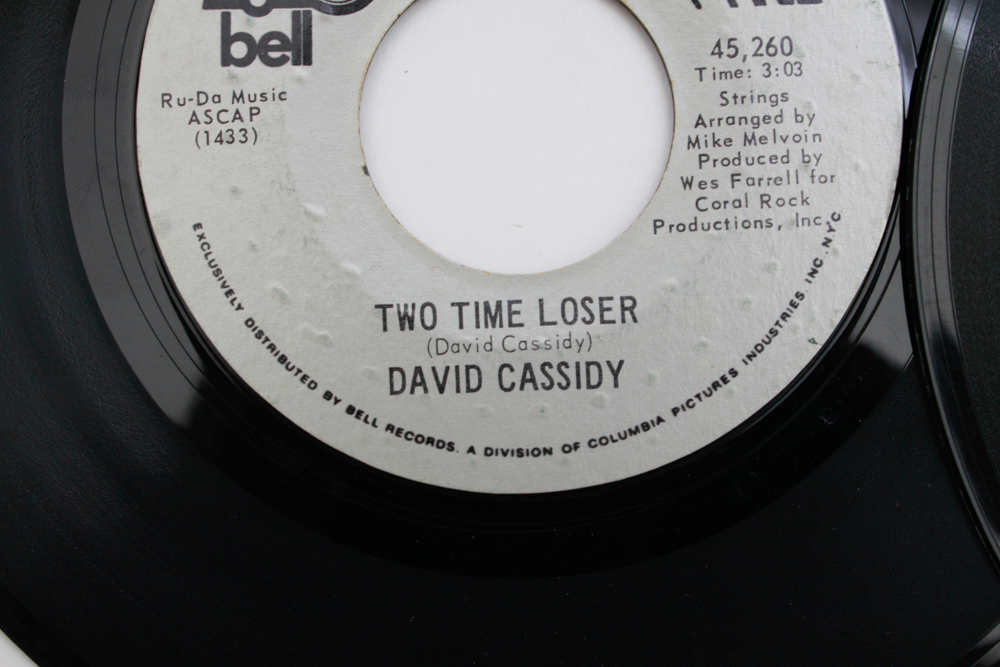 bell
Ru-Da Music
ASCAP
(1433)
45,260
Time: 3:03
Strings
Arranged by
Mike Melvoin
Produced by
Wes Farrell for
Coral Rock
Productions, Inc.
TWO TIME LOSER
(David Cassidy)
DAVID CASSIDY
EXCLUSIVELY DISTRIBUTED BY BELL RECORDS. A DIVISION OF COLUMBIA PICTURES INDUSTRIES. INC. N.Y.C